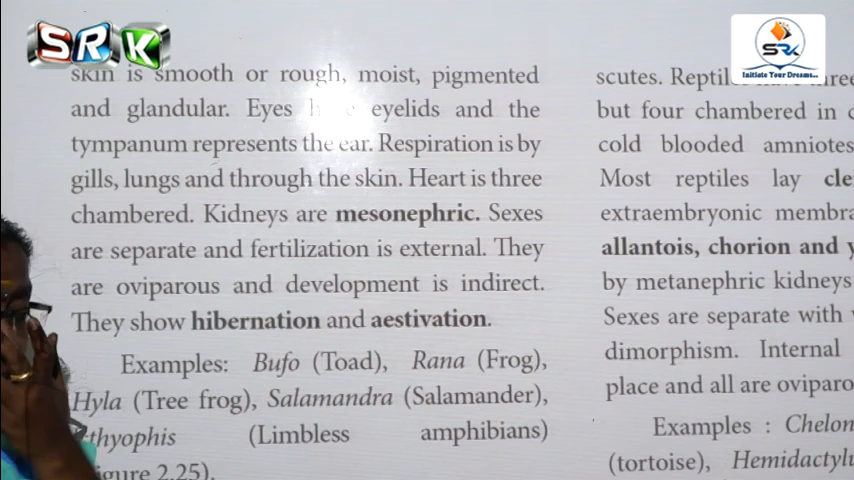 SRK
SRK
Initiate Your Dreams...
skin is smooth or rough, moist, pigmented
and glandular. Eyes have eyelids and the
tympanum represents the ear. Respiration is by
gills, lungs and through the skin. Heart is three
chambered. Kidneys are mesonephric. Sexes
are separate and fertilization is external. They
are oviparous and development is indirect.
They show hibernation and aestivation.
Examples: Bufo (Toad), Rana (Frog),
Hyla (Tree frog), Salamandra (Salamander),
(Limbless amphibians)
2.25).
scutes.
but four chambered in
cold blooded amniotes
Most reptiles lay
extraembryonic
allantois, chorion and
by metanephric kidneys
Sexes are separate with
dimorphism. Internal
place and all are
Examples :
(tortoise),